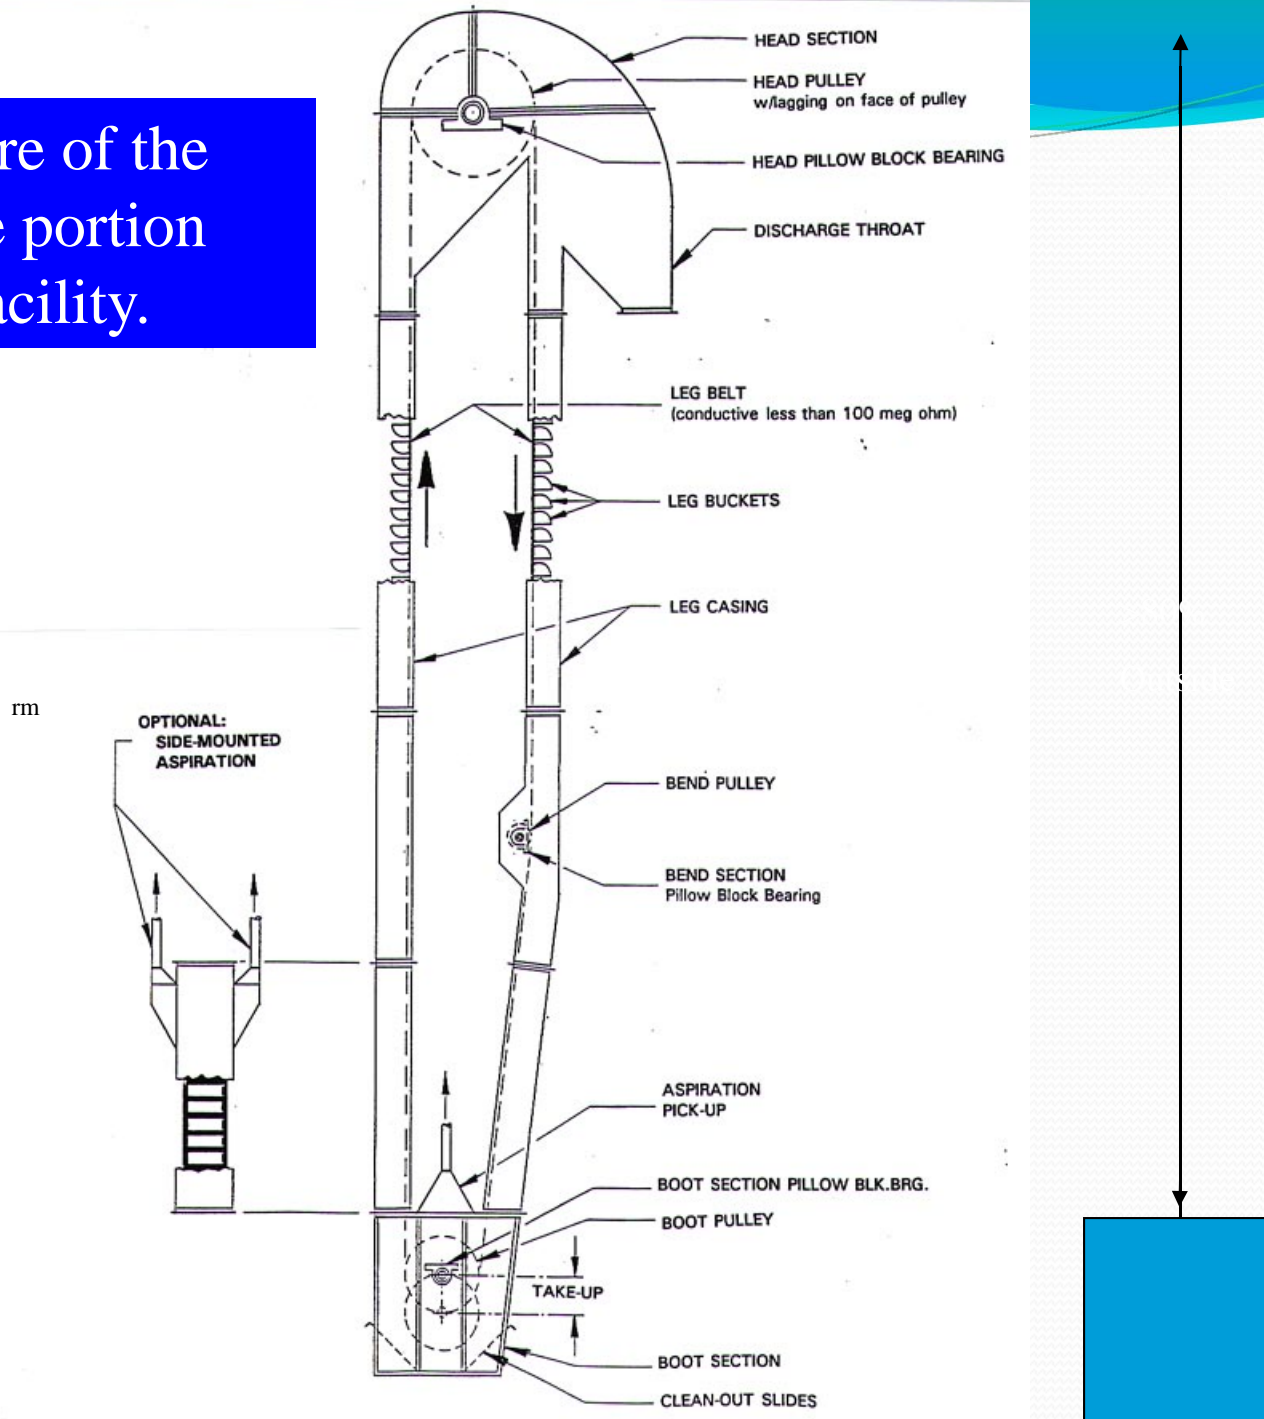 re of the
portion
acility.
HEAD SECTION
HEAD PULLEY
w/lagging on face of pulley
HEAD PILLOW BLOCK BEARING
DISCHARGE THROAT
LEG BELT
(conductive less than 100 meg ohm)
LEG BUCKETS
LEG CASING
rm
OPTIONAL:
SIDE-MOUNTED
ASPIRATION
BEND PULLEY
BEND SECTION
Pillow Block Bearing
ASPIRATION
PICK-UP
BOOT SECTION PILLOW BLK.BRG.
BOOT PULLEY
TAKE-UP
BOOT SECTION
CLEAN-OUT SLIDES